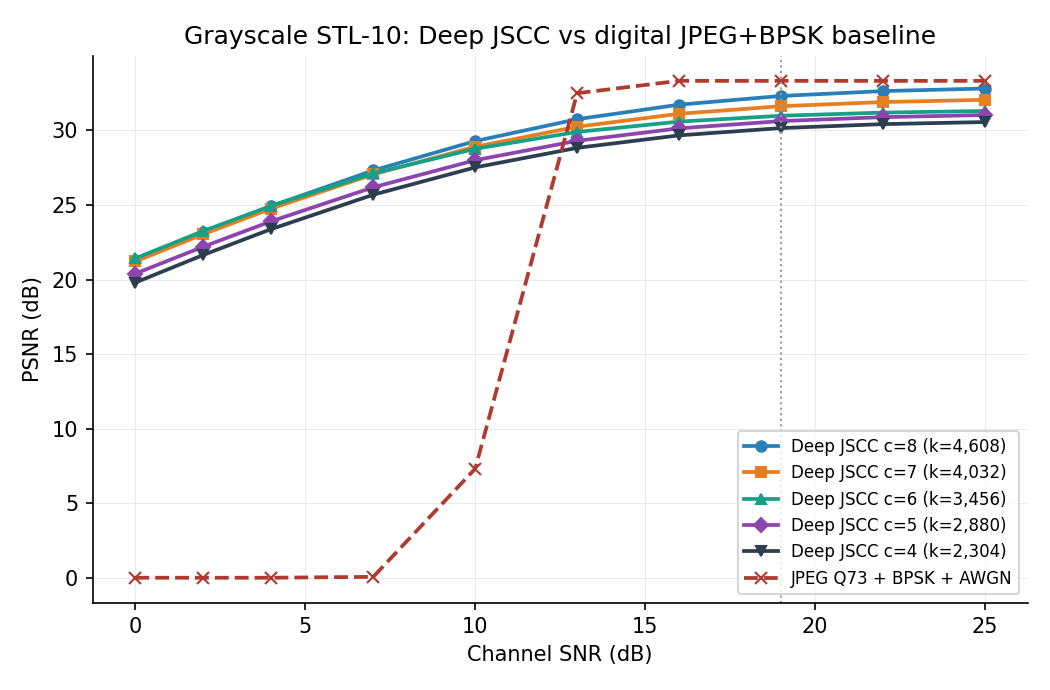 Grayscale STL-10: Deep JSCC vs digital JPEG+BPSK baseline
PSNR (dB)
30
25
20
15
10
5
0
0 5 10 15 20 25
Channel SNR (dB)
Deep JSCC c=8 (k=4,608)
Deep JSCC c=7 (k=4,032)
Deep JSCC c=6 (k=3,456)
Deep JSCC c=5 (k=2,880)
Deep JSCC c=4 (k=2,304)
JPEG Q73 + BPSK + AWGN